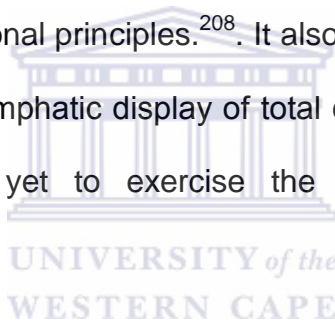 onal principles.208. It also
mphatic display of total
yet to exercise the
UNIVERSITY of the
WESTERN CAPE